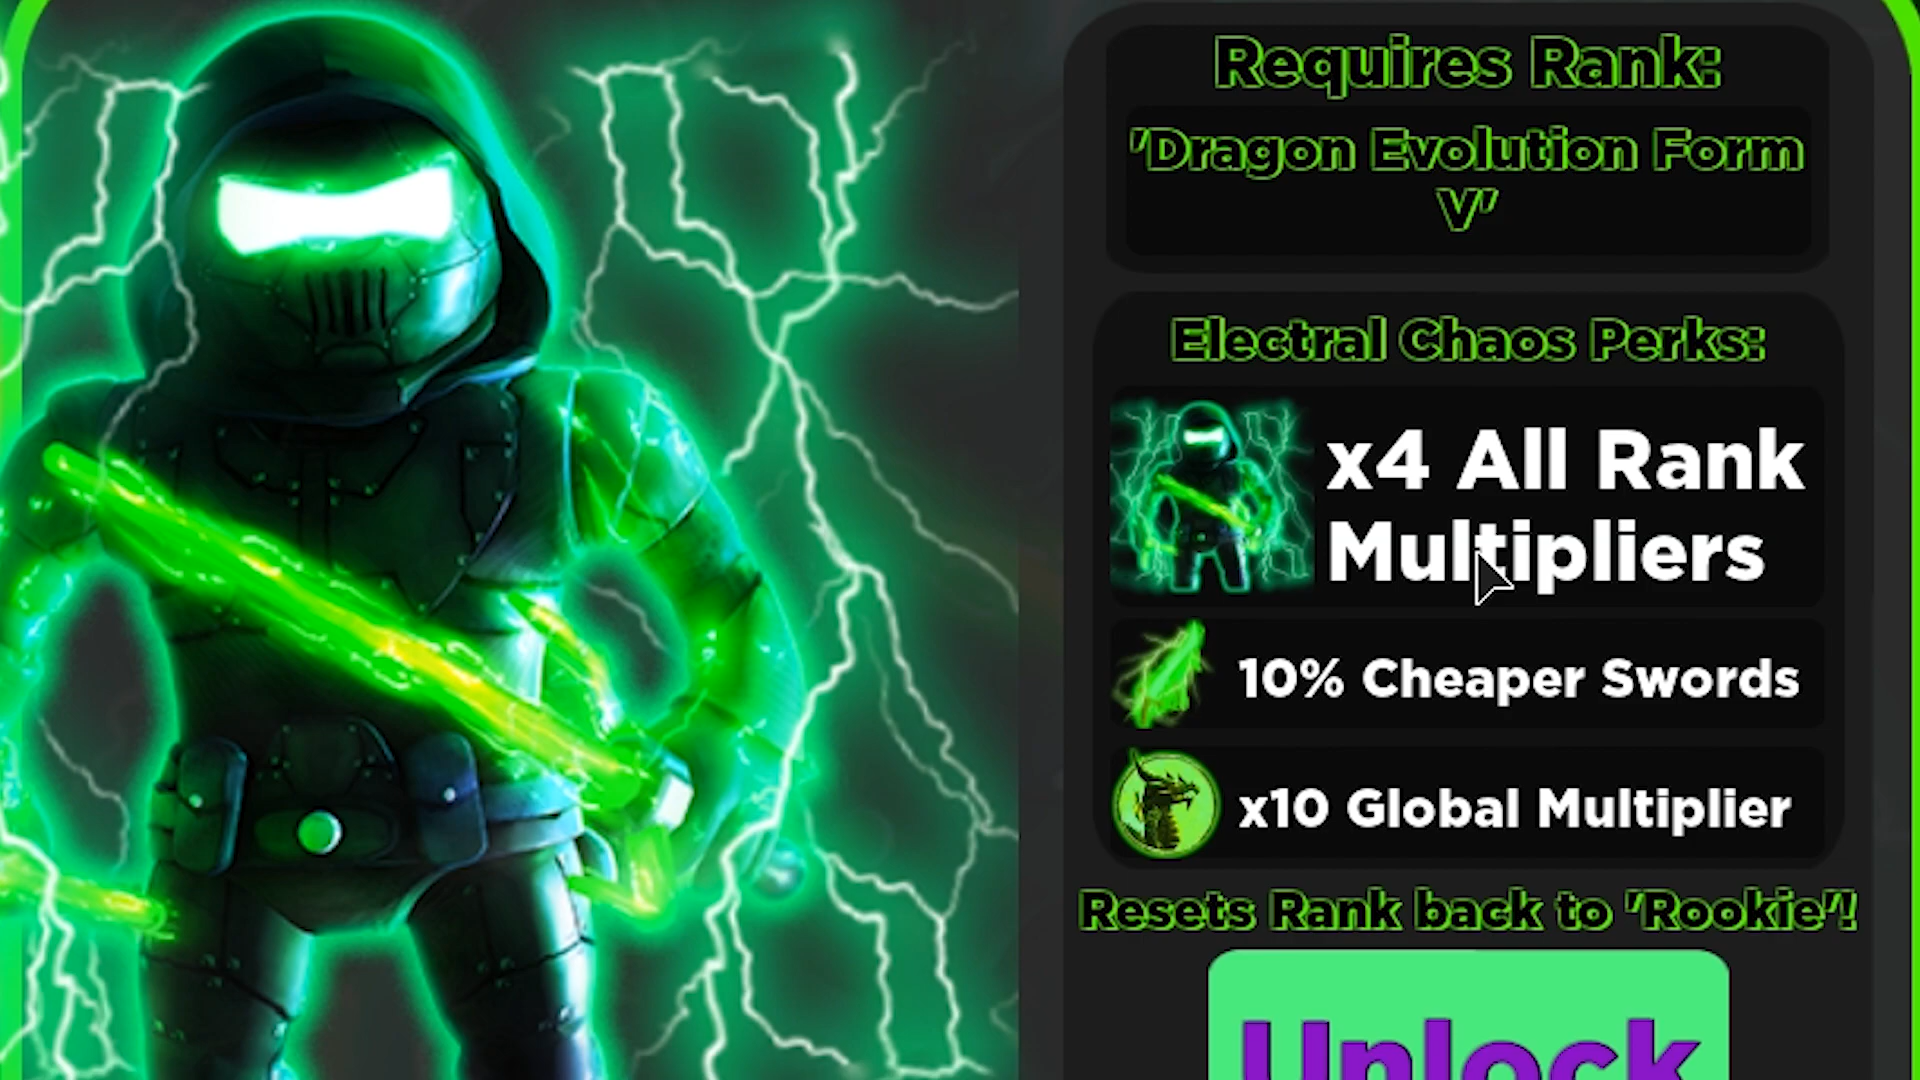 Requires Rank:
'Dragon Evolution Form
V'
Electral Chaos Perks:
x4 All Rank
Multipliers
10% Cheaper Swords
x10 Global Multiplier
Resets Rank back to 'Rookie'!
Unlock